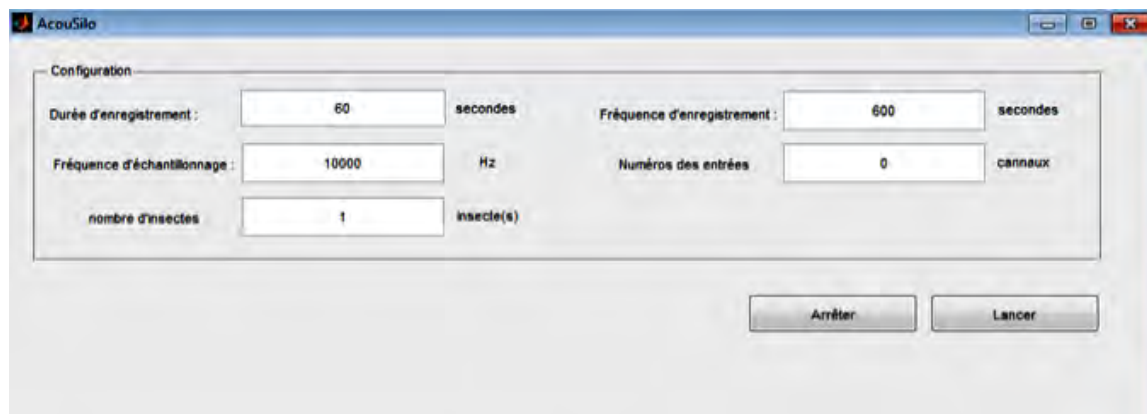 AcouSilo
Configuration
Durée d'enregistrement : 60 secondes Fréquence d'enregistrement : 600 secondes
Fréquence d'échantillonnage : 10000 Hz Numéros des entrées 0 cannaux
nombre d'insectes 1 insecte(s)
Arrêter Lancer